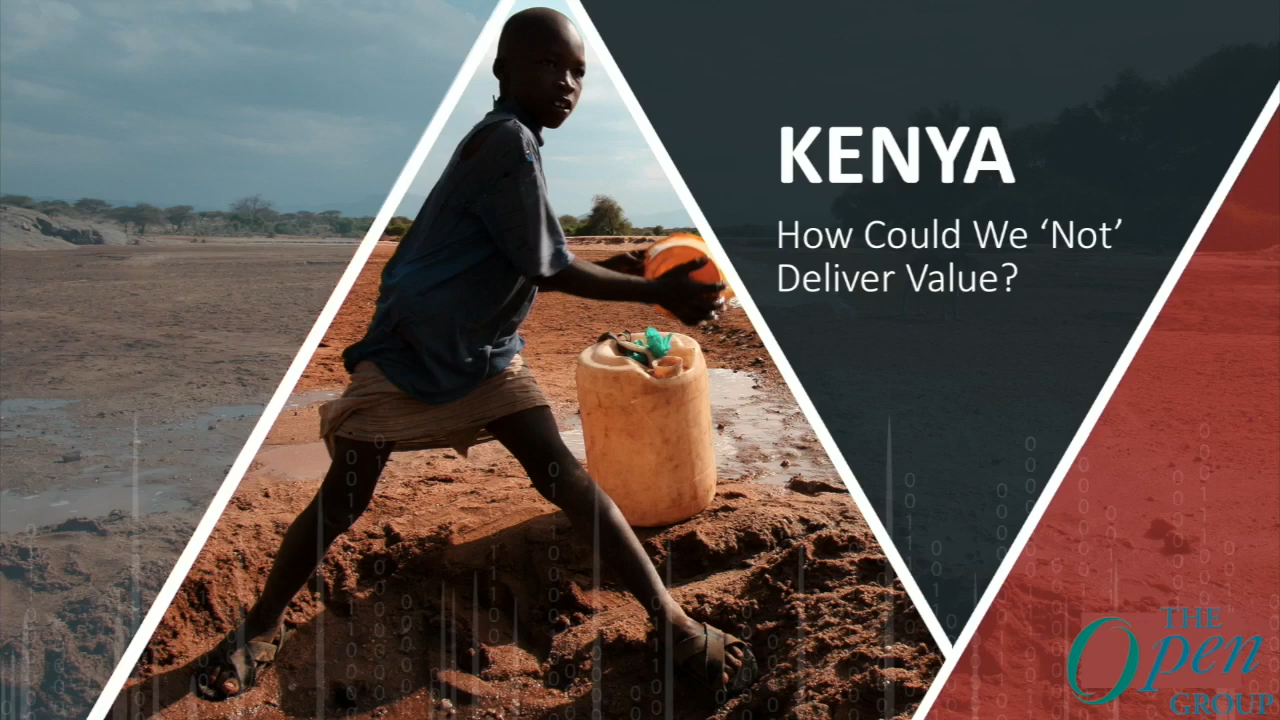 KENYA
How Could We ‘Not’
Deliver Value?
THE
Open
GROUP